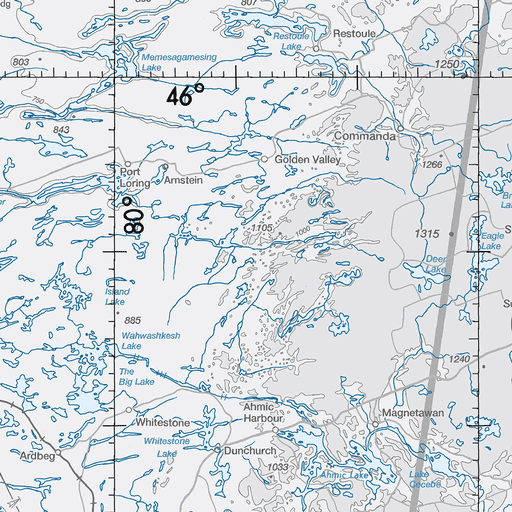 dg
807
Restoule
Restoule
Lake
803
Memesagamesing
Lake
1250
46°
750
843
Commanda
Golden Valley
1266
Port
Loring
Arnstein
80°
1105
1000
1315
Eagle
Lake
Deer
Lake
Island
Lake
885
Wahwashkesh
Lake
The
Big Lake
1240
Ahmic
Harbour
Magnetawan
Whitestone
Whitestone
Lake
Ardbeg
Dunchurch
1033
Ahmic Lake
Lake
Cecebe